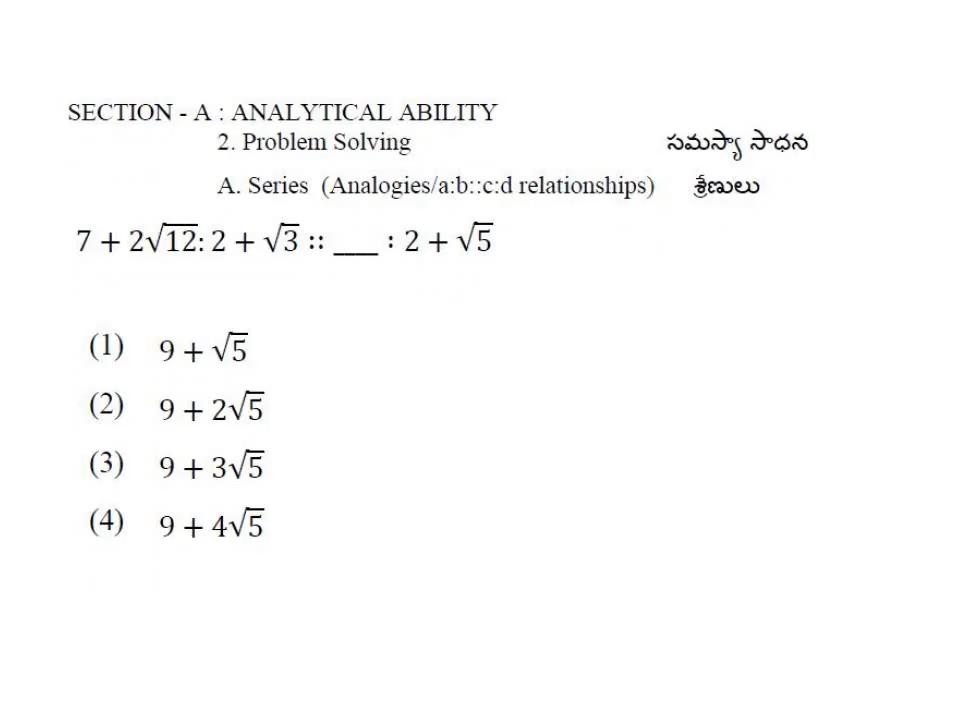 SECTION - A : ANALYTICAL ABILITY
2. Problem Solving సమస్యా సాధన
A. Series (Analogies/a:b::c:d relationships) శ్రేణులు
7 + 2√12: 2 + √3 :: ___ : 2 + √5
(1) 9 + √5
(2) 9 + 2√5
(3) 9 + 3√5
(4) 9 + 4√5